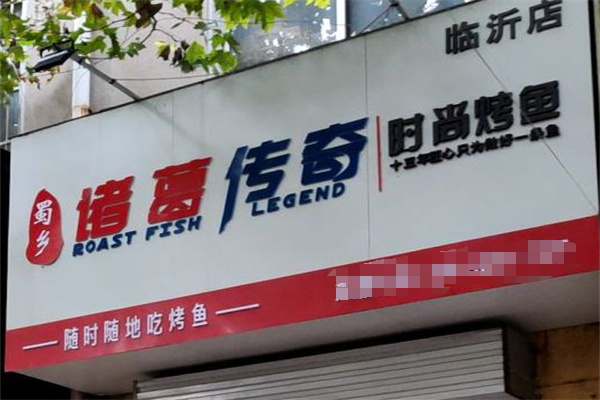 临沂店
蜀乡
诸葛传奇
ROAST FISH LEGEND
时尚烤鱼
十五年匠心只为做好一条鱼
随时随地吃烤鱼